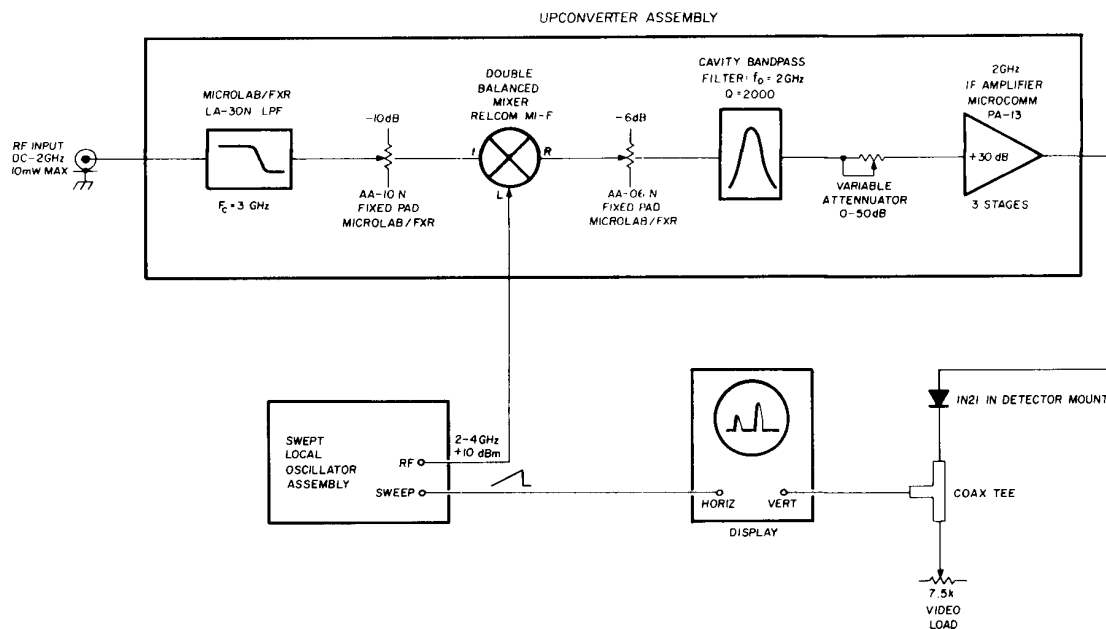 UPCONVERTER ASSEMBLY
RF INPUT
DC-2GHz
10mW MAX
MICROLAB/FXR
LA-30N LPF
Fc = 3 GHz
-10dB
AA-10 N
FIXED PAD
MICROLAB/FXR
DOUBLE
BALANCED
MIXER
RELCOM MI-F
I
R
L
-6dB
AA-06 N
FIXED PAD
MICROLAB/FXR
CAVITY BANDPASS
FILTER: fo = 2GHz
Q = 2000
VARIABLE
ATTENNUATOR
0-50dB
2GHz
IF AMPLIFIER
MICROCOMM
PA-13
+30 dB
3 STAGES
SWEPT
LOCAL
OSCILLATOR
ASSEMBLY
RF
SWEEP
2-4GHz
+10 dBm
HORIZ
VERT
DISPLAY
IN21 IN DETECTOR MOUNT
COAX TEE
7.5k
VIDEO
LOAD